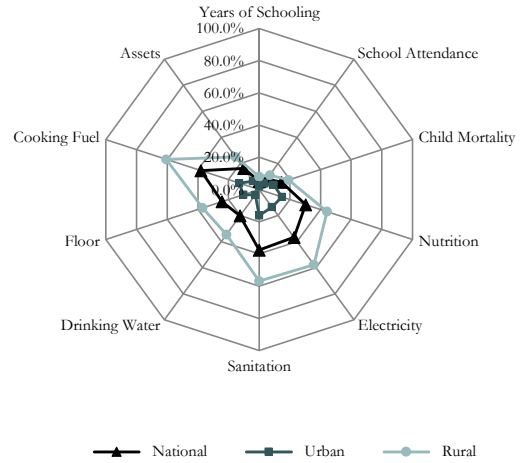 Years of Schooling
100.0%
Assets
School Attendance
80.0%
60.0%
40.0%
Cooking Fuel
Child Mortality
20.0%
0.0%
Floor
Nutrition
Drinking Water
Electricity
Sanitation
National Urban Rural